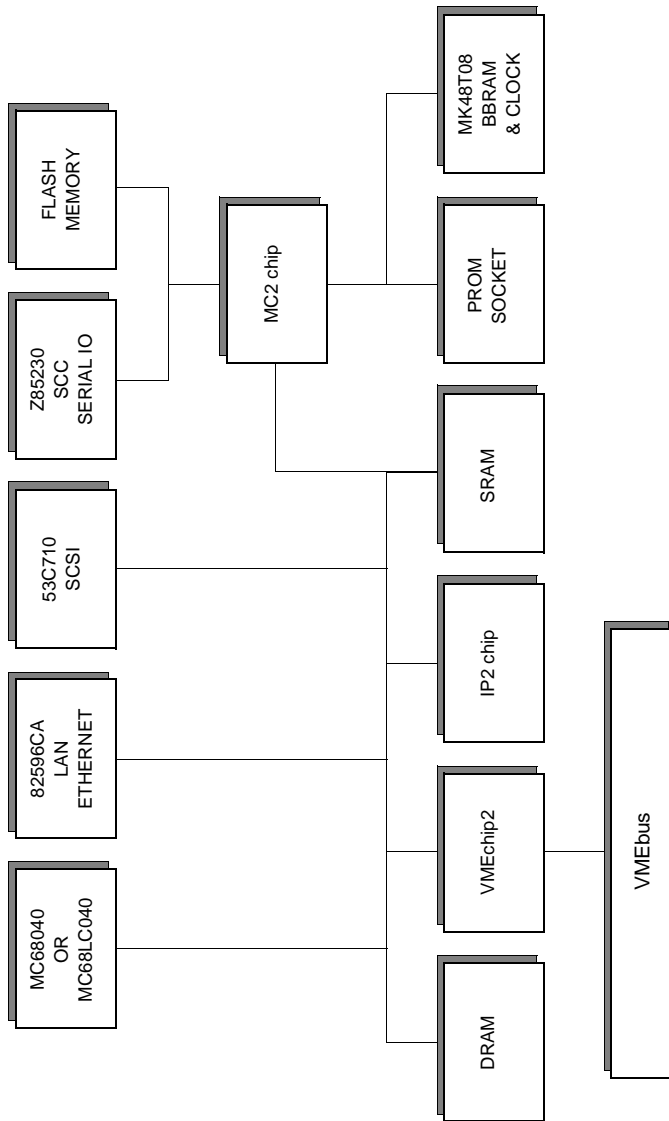 MC68040
OR
MC68LC040
82596CA
LAN
ETHERNET
53C710
SCSI
Z85230
SCC
SERIAL IO
FLASH
MEMORY
MC2 chip
DRAM
VMEchip2
IP2 chip
SRAM
PROM
SOCKET
MK48T08
BBRAM
& CLOCK
VMEbus